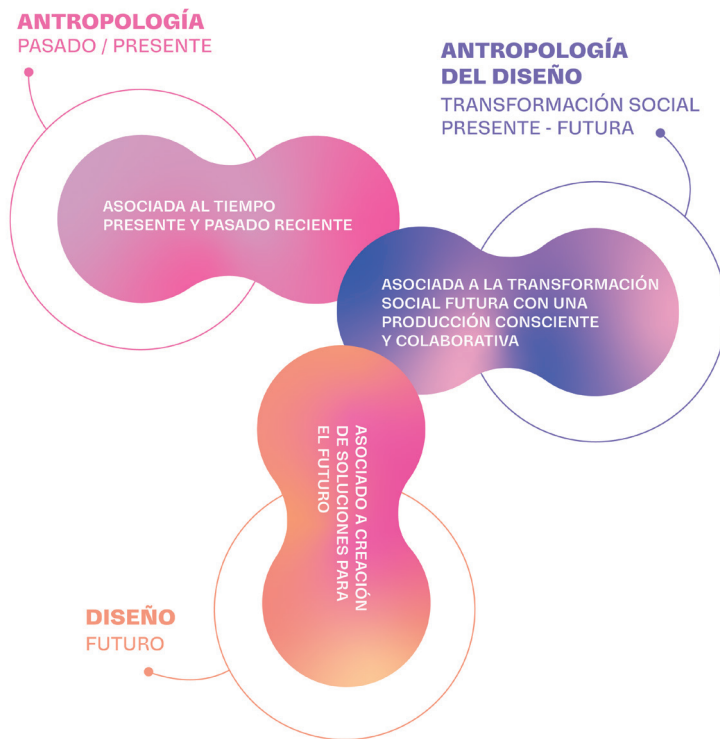 ANTROPOLOGÍA
PASADO / PRESENTE
ANTROPOLOGÍA
DEL DISEÑO
TRANSFORMACIÓN SOCIAL
PRESENTE - FUTURA
ASOCIADA AL TIEMPO
PRESENTE Y PASADO RECIENTE
ASOCIADA A LA TRANSFORMACIÓN
SOCIAL FUTURA CON UNA
PRODUCCIÓN CONSCIENTE
Y COLABORATIVA
ASOCIADO A CREACIÓN
DE SOLUCIONES PARA
EL FUTURO
DISEÑO
FUTURO